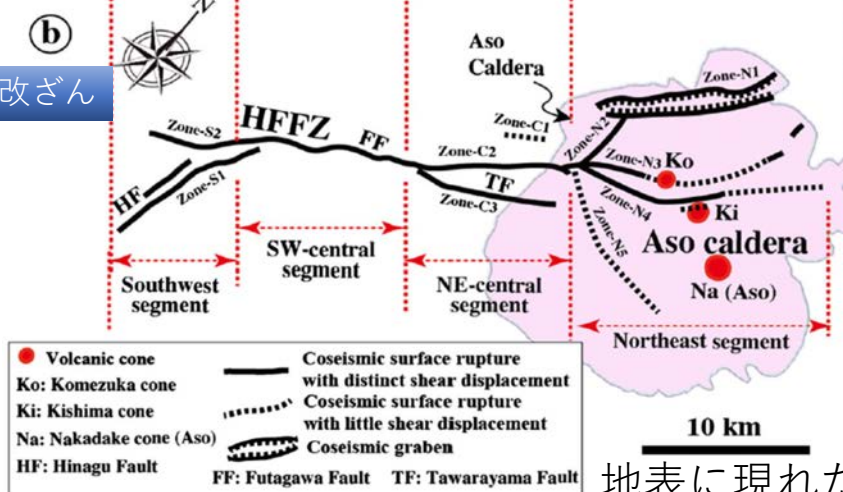 b
N
改ざん
Aso
Caldera
Zone-N1
Zone-S2
HFFZ
FF
Zone-C1
Zone-N2
Zone-C2
Zone-N3
Ko
HF
Zone-S1
TF
Zone-C3
Zone-N4
Ki
Zone-N5
Aso caldera
Na (Aso)
Southwest
segment
SW-central
segment
NE-central
segment
Northeast segment
Volcanic cone
Ko: Komezuka cone
Ki: Kishima cone
Na: Nakadake cone (Aso)
HF: Hinagu Fault
Coseismic surface rupture
with distinct shear displacement
Coseismic surface rupture
with little shear displacement
Coseismic graben
FF: Futagawa Fault TF: Tawarayama Fault
10 km
地表に現れた